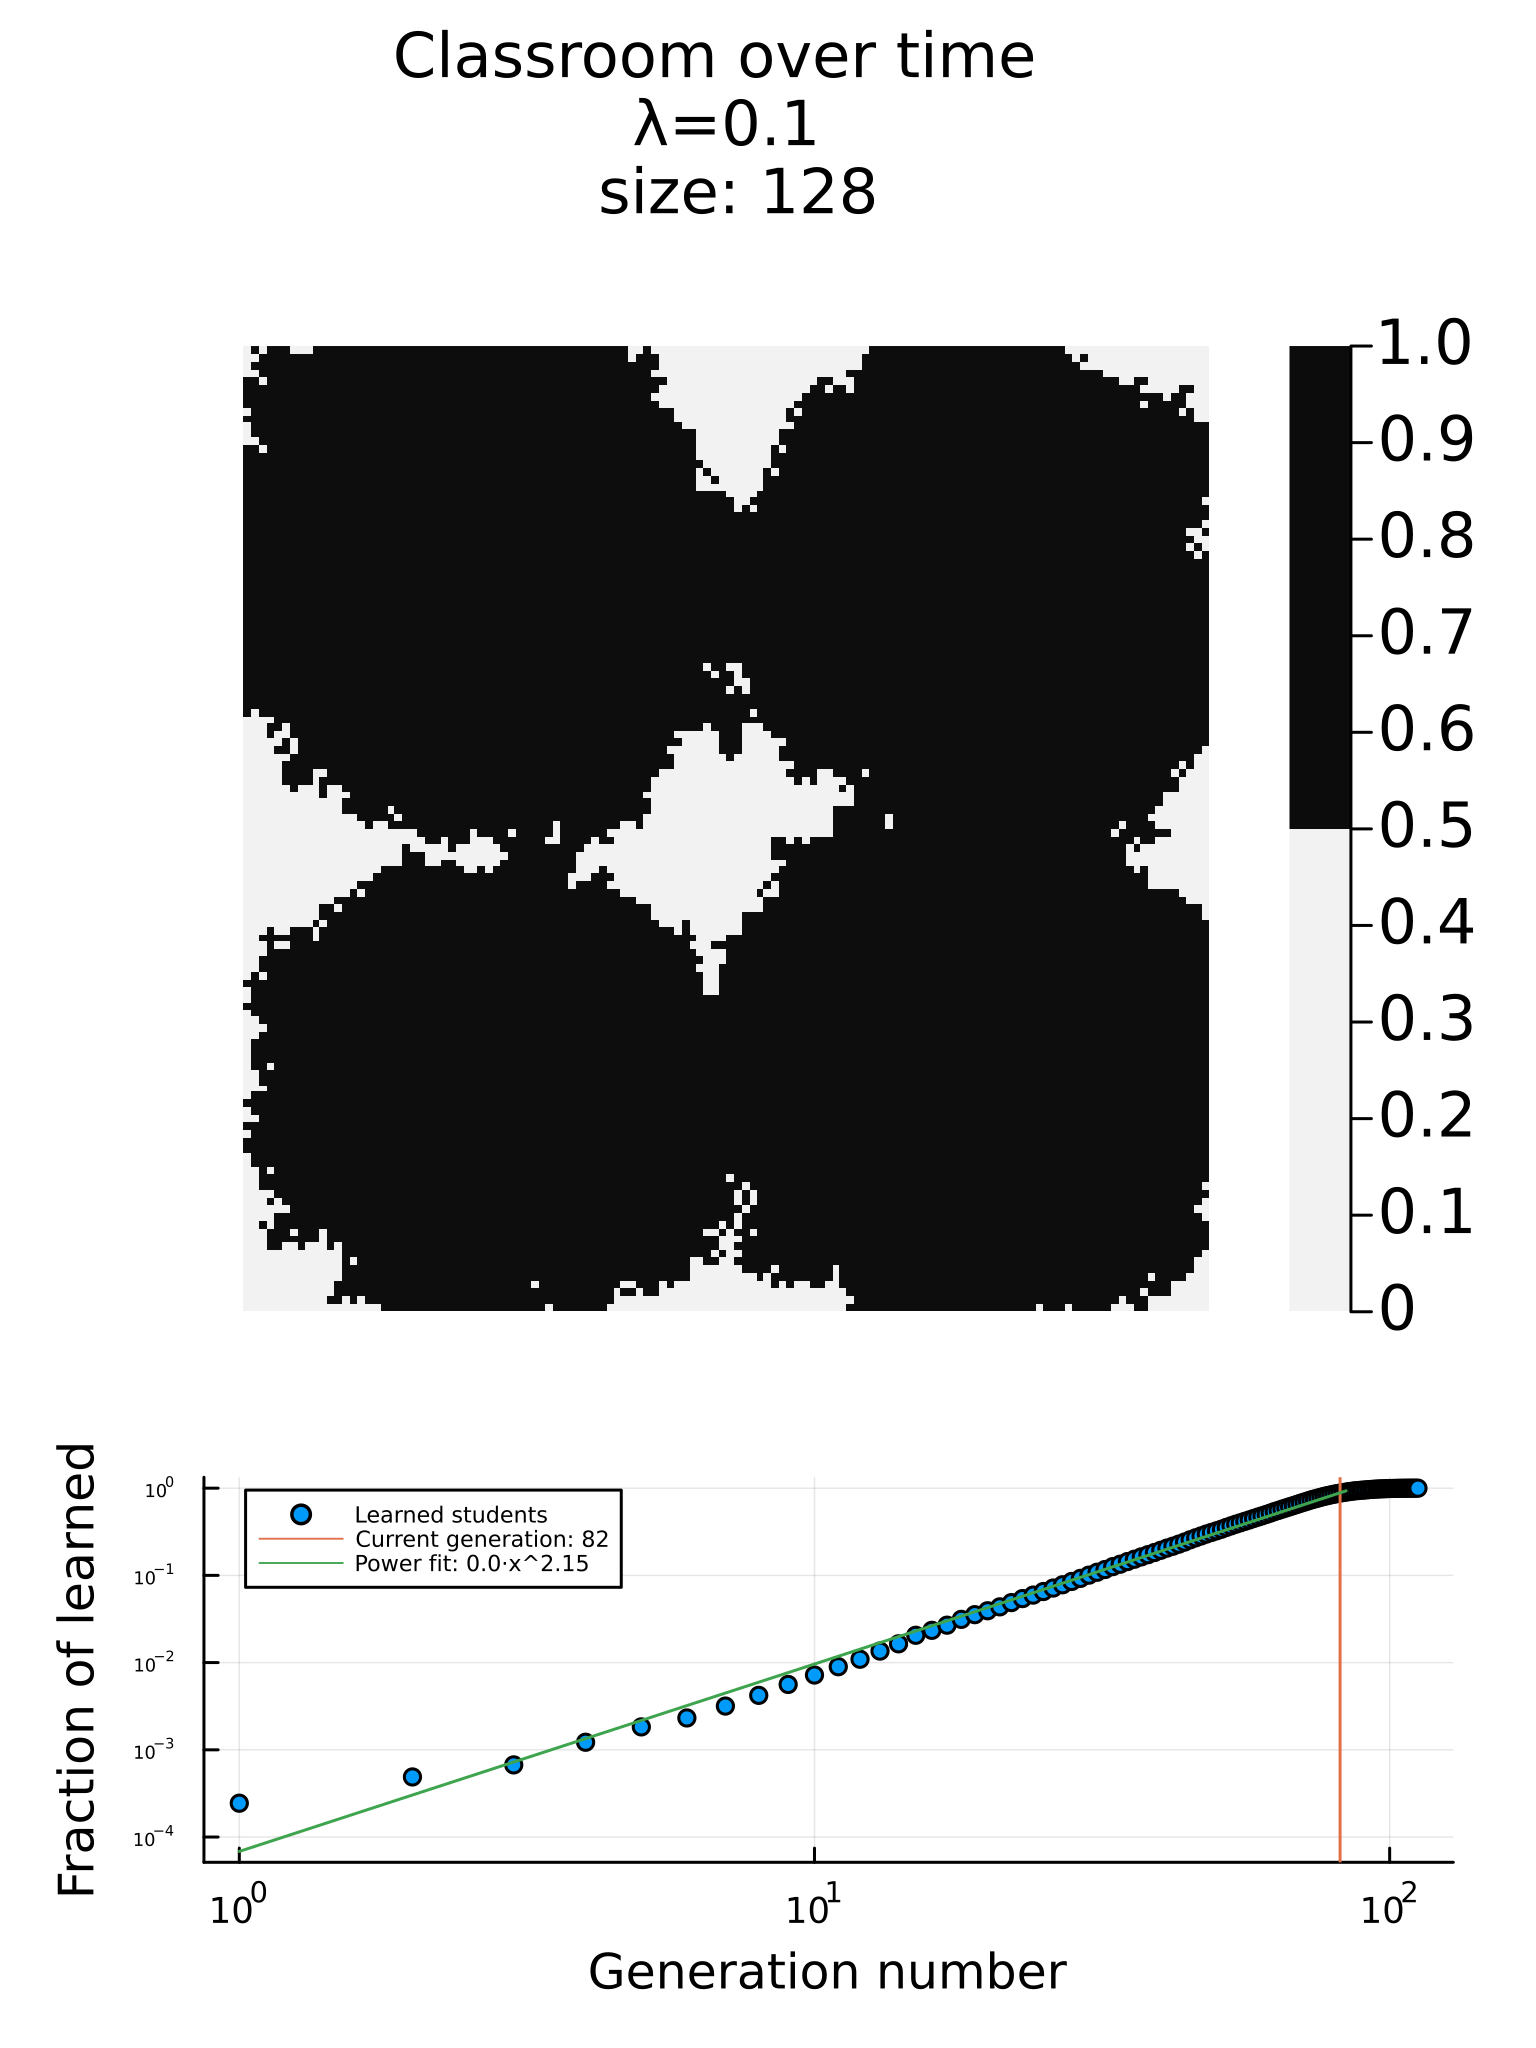 Classroom over time
λ=0.1
size: 128
1.0
0.9
0.8
0.7
0.6
0.5
0.4
0.3
0.2
0.1
0
Fraction of learned
10^0
10^−1
10^−2
10^−3
10^−4
Learned students
Current generation: 82
Power fit: 0.0·x^2.15
10^0 10^1 10^2
Generation number